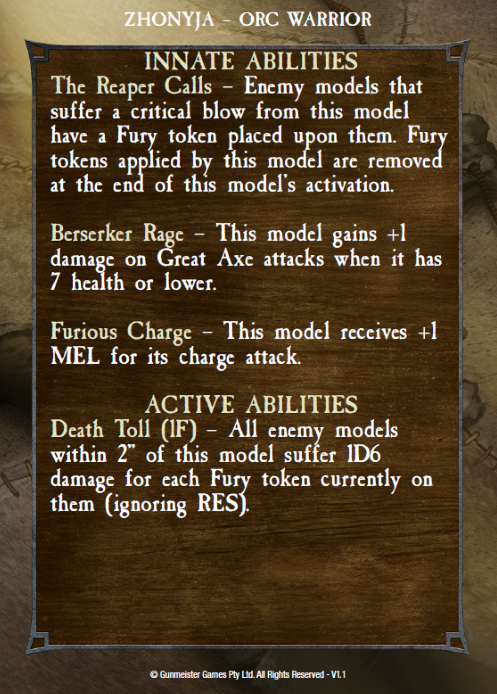 ZHONYJA – ORC WARRIOR
INNATE ABILITIES
The Reaper Calls – Enemy models that
suffer a critical blow from this model
have a Fury token placed upon them. Fury
tokens applied by this model are removed
at the end of this model's activation.
Berserker Rage – This model gains +1
damage on Great Axe attacks when it has
7 health or lower.
Furious Charge – This model receives +1
MEL for its charge attack.
ACTIVE ABILITIES
Death Toll (1F) – All enemy models
within 2" of this model suffer 1D6
damage for each Fury token currently on
them (ignoring RES).
© Gunmeister Games Pty Ltd. All Rights Reserved - V1.1